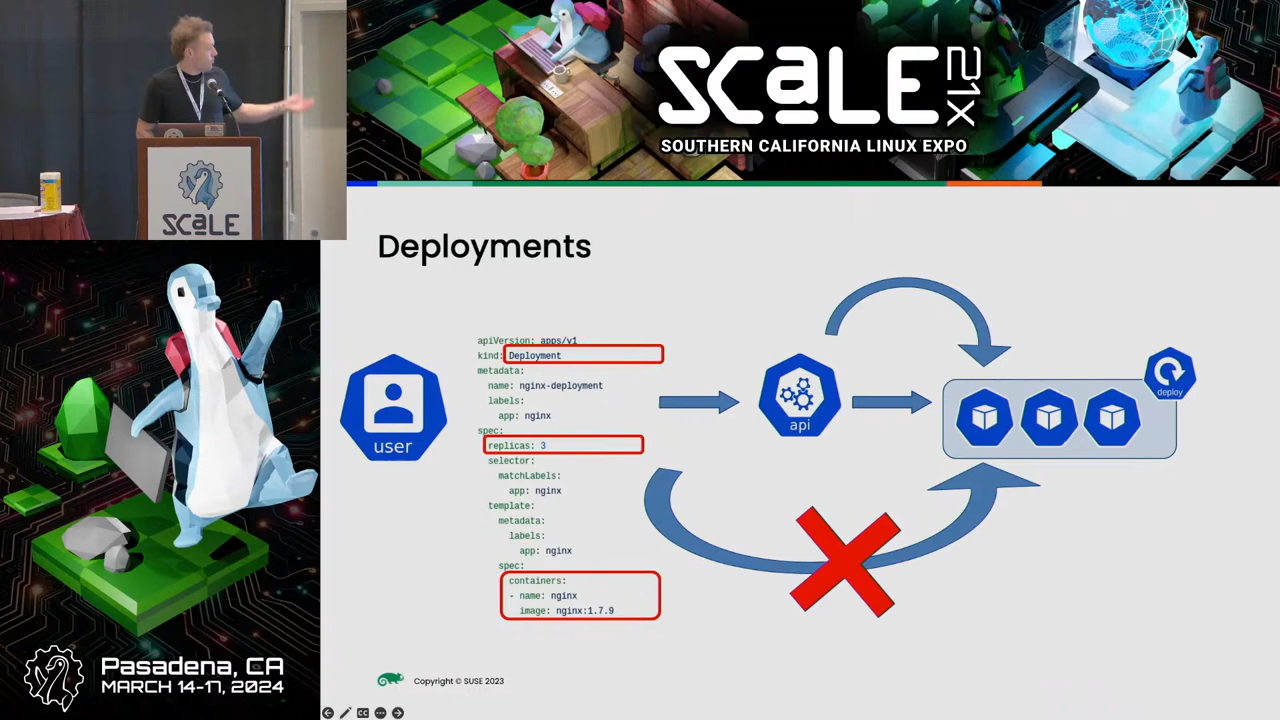 SCALE 21X
SOUTHERN CALIFORNIA LINUX EXPO
SCALE
Deployments
apiVersion: apps/v1
kind: Deployment
metadata:
name: nginx-deployment
labels:
app: nginx
spec:
replicas: 3
selector:
matchLabels:
app: nginx
template:
metadata:
labels:
app: nginx
spec:
containers:
- name: nginx
image: nginx:1.7.9
user
api
deploy
Copyright © SUSE 2023
CC
Pasadena, CA
MARCH 14-17, 2024